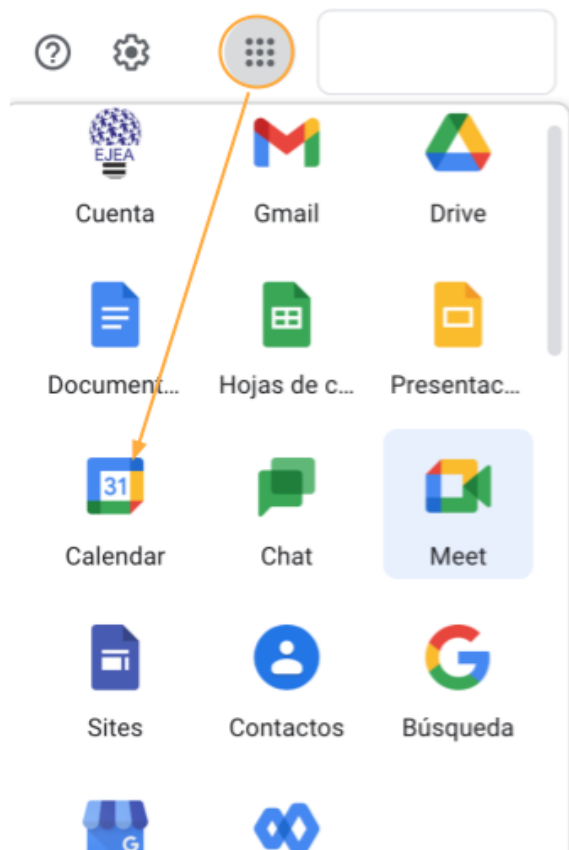 EJEA
Cuenta Gmail Drive
Document... Hojas de c... Presentac...
31
Calendar Chat Meet
Sites Contactos Búsqueda
G